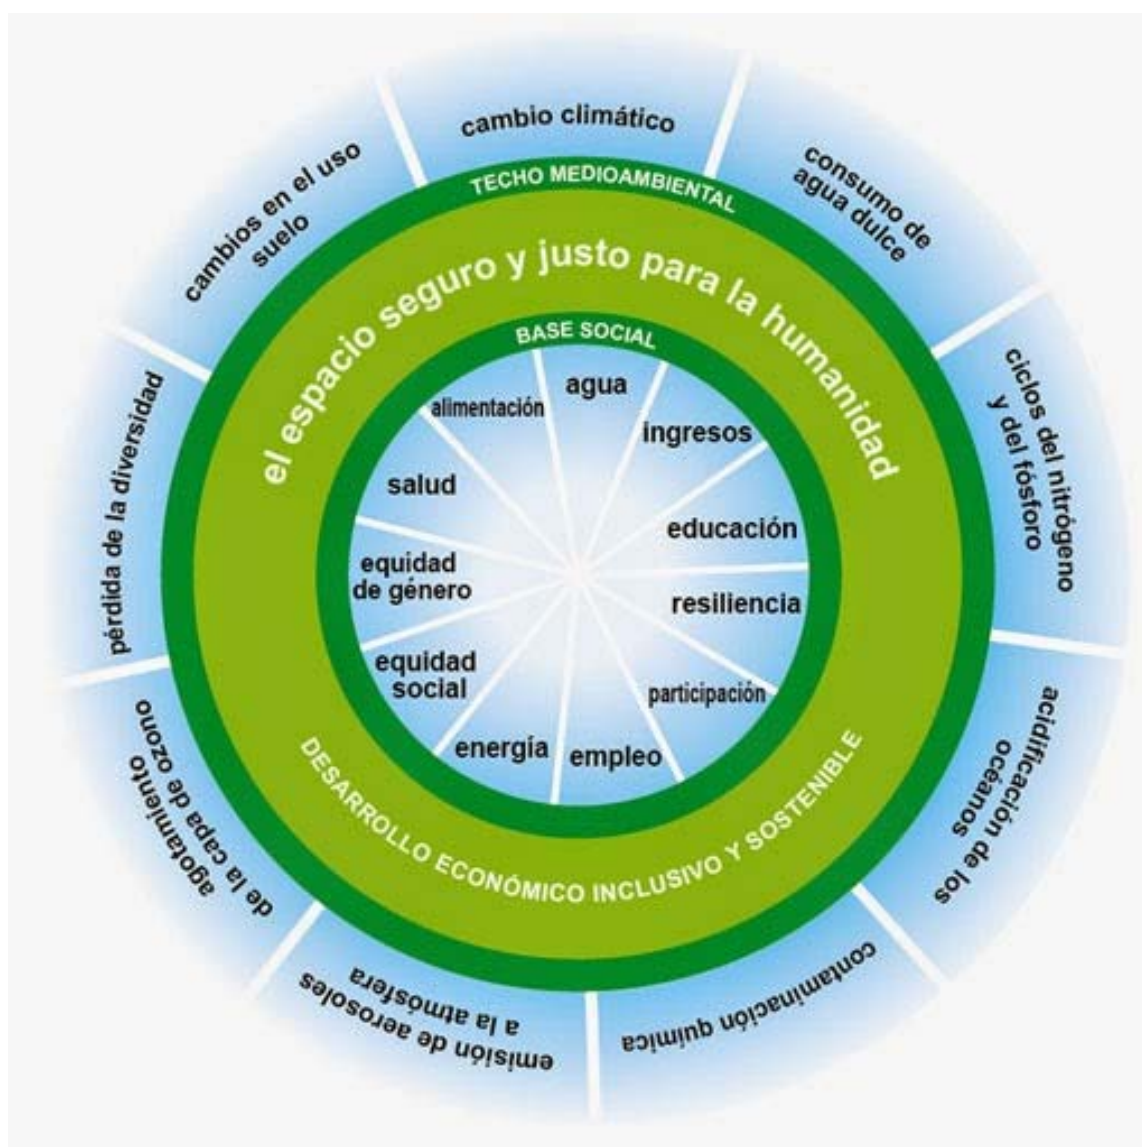 cambio climático
consumo de
agua dulce
ciclos del nitrógeno
y del fósforo
acidificación de los
océanos
contaminación química
emisión de aerosoles
a la atmósfera
agotamiento
de la capa de ozono
pérdida de la diversidad
cambios en el uso
suelo
TECHO MEDIOAMBIENTAL
el espacio seguro y justo para la humanidad
BASE SOCIAL
agua
ingresos
educación
resiliencia
participación
empleo
energía
equidad
social
equidad
de género
salud
alimentación
DESARROLLO ECONÓMICO INCLUSIVO Y SOSTENIBLE